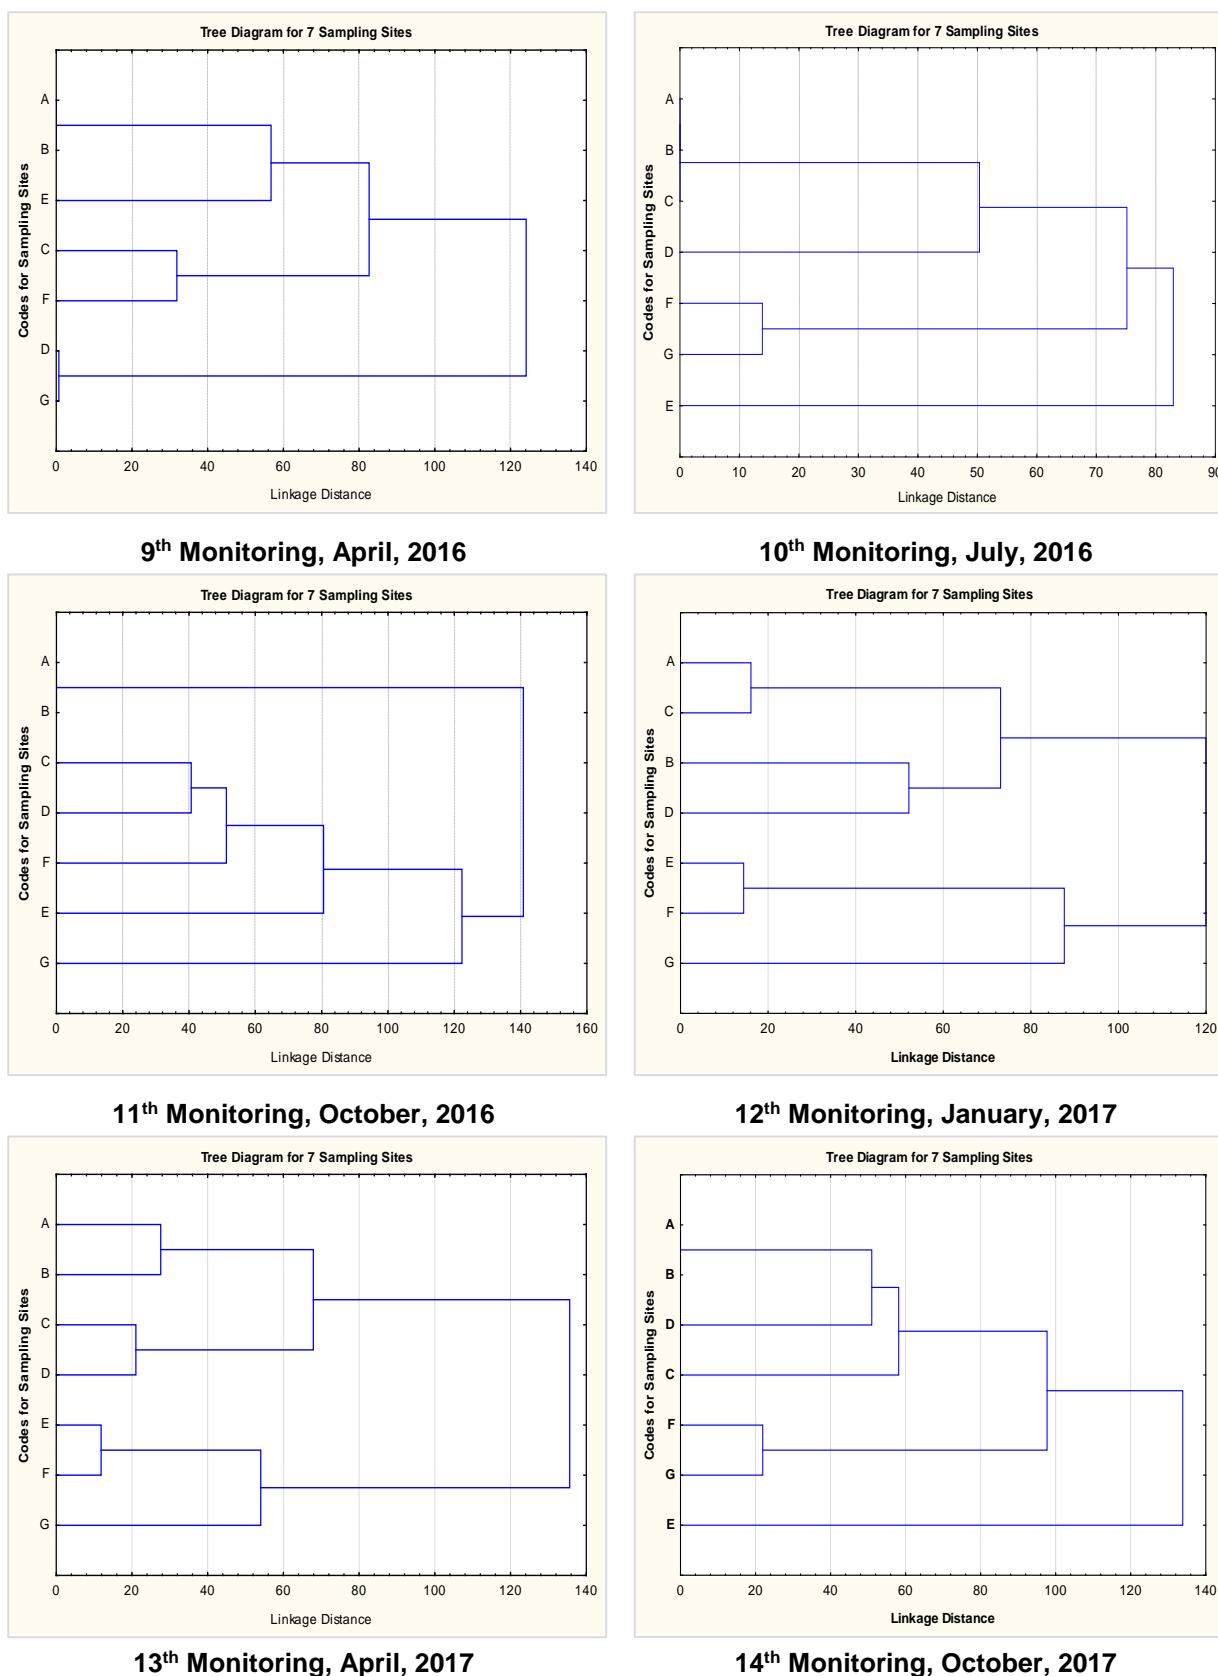 Tree Diagram for 7 Sampling Sites
Codes for Sampling Sites
A
B
E
C
F
D
G
0 20 40 60 80 100 120 140
Linkage Distance
9th Monitoring, April, 2016
Tree Diagram for 7 Sampling Sites
Codes for Sampling Sites
A
B
C
D
F
G
E
0 10 20 30 40 50 60 70 80 90
Linkage Distance
10th Monitoring, July, 2016
Tree Diagram for 7 Sampling Sites
Codes for Sampling Sites
A
B
C
D
F
E
G
0 20 40 60 80 100 120 140 160
Linkage Distance
11th Monitoring, October, 2016
Tree Diagram for 7 Sampling Sites
Codes for Sampling Sites
A
C
B
D
E
F
G
0 20 40 60 80 100 120
Linkage Distance
12th Monitoring, January, 2017
Tree Diagram for 7 Sampling Sites
Codes for Sampling Sites
A
B
C
D
E
F
G
0 20 40 60 80 100 120 140
Linkage Distance
13th Monitoring, April, 2017
Tree Diagram for 7 Sampling Sites
Codes for Sampling Sites
A
B
D
C
F
G
E
0 20 40 60 80 100 120 140
Linkage Distance
14th Monitoring, October, 2017